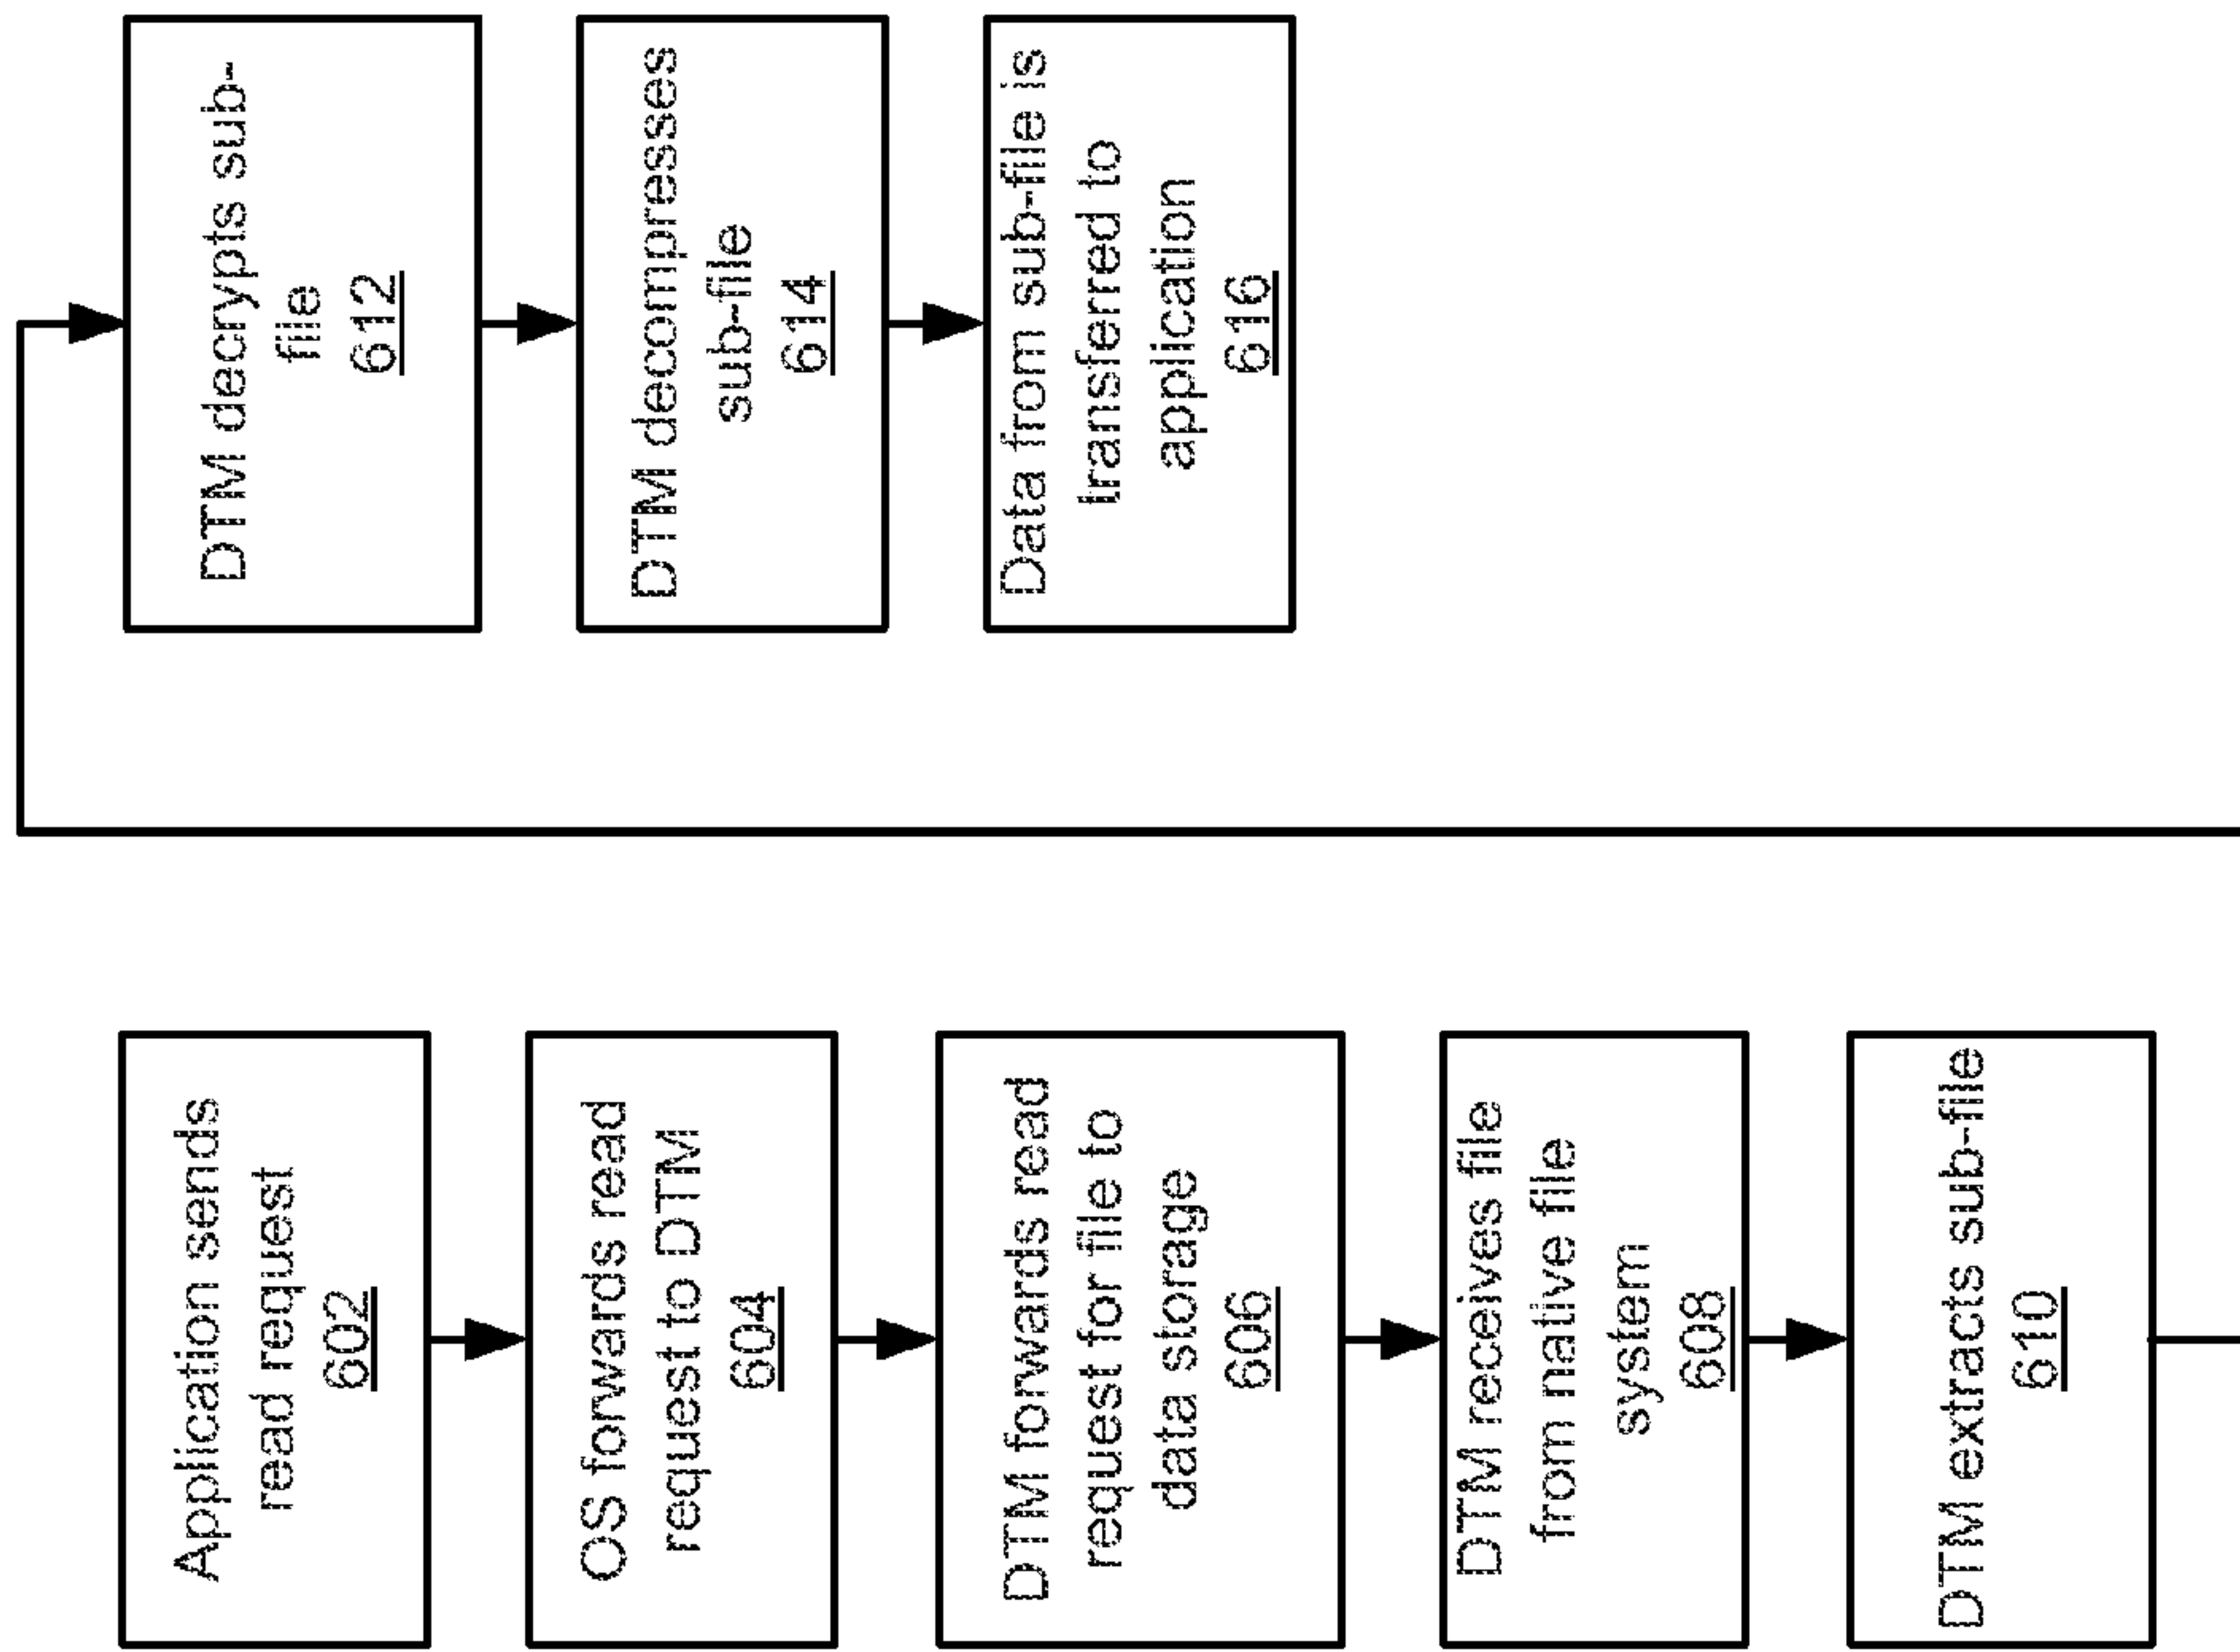 Application sends
read request
602
OS forwards read
request to DTM
604
DTM forwards read
request for file to
data storage
606
DTM receives file
from native file
system
608
DTM extracts sub-file
610
DTM decrypts sub-
file
612
DTM decompresses
sub-file
614
Data from sub-file is
transferred to
application
616